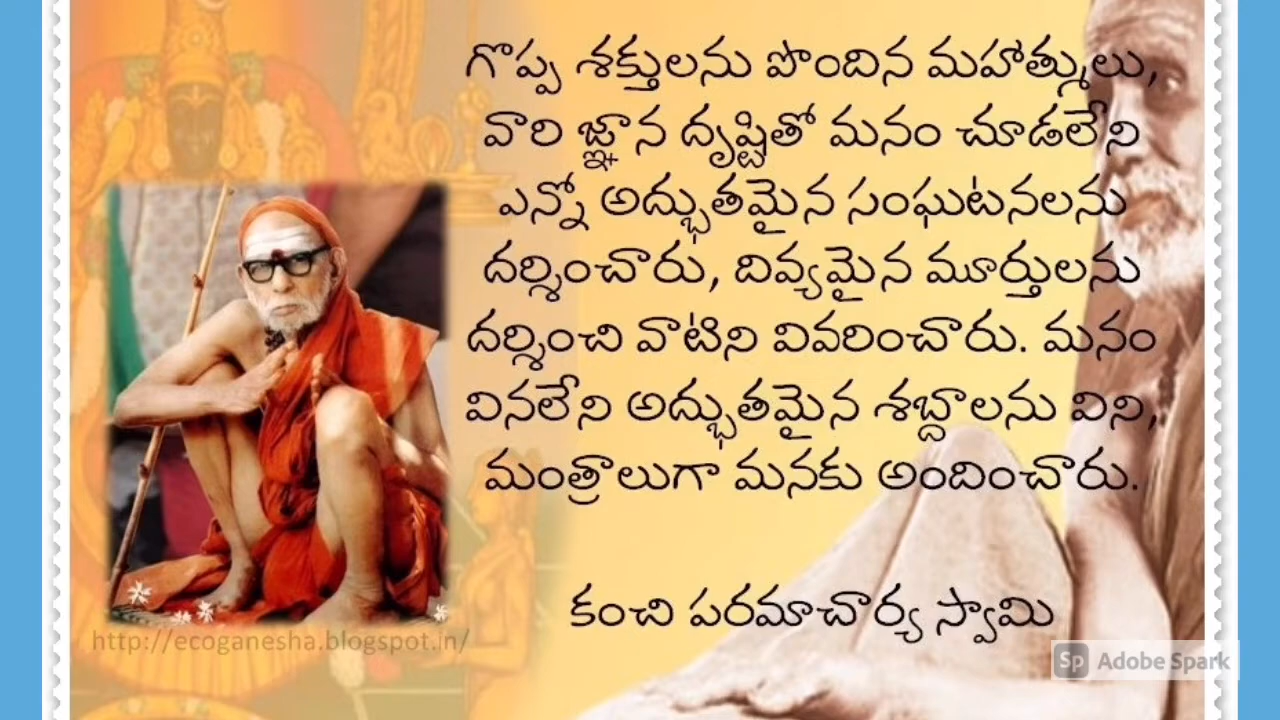 గొప్ప శక్తులను పొందిన మహాత్ములు,
వారి జ్ఞాన దృష్టితో మనం చూడలేని
ఎన్నో అద్భుతమైన సంఘటనలను
దర్శించారు, దివ్యమైన మూర్తులను
దర్శించి వాటిని వివరించారు. మనం
వినలేని అద్భుతమైన శబ్దాలను విని,
మంత్రాలుగా మనకు అందించారు.
కంచి పరమాచార్య స్వామి
http://ecoganesha.blogspot.in/
Sp Adobe Spark